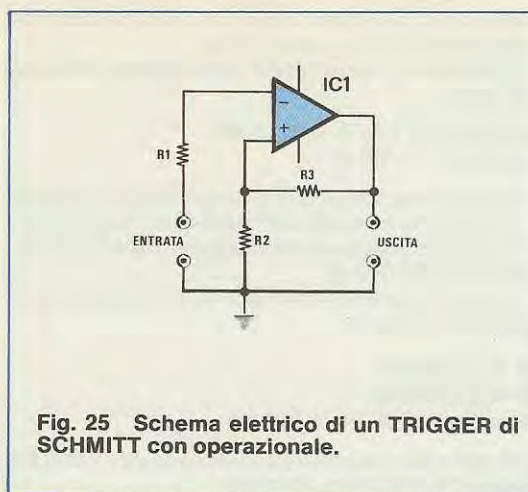 IC1
−
+
R1
R3
ENTRATA
R2
USCITA
Fig. 25 Schema elettrico di un TRIGGER di
SCHMITT con operazionale.